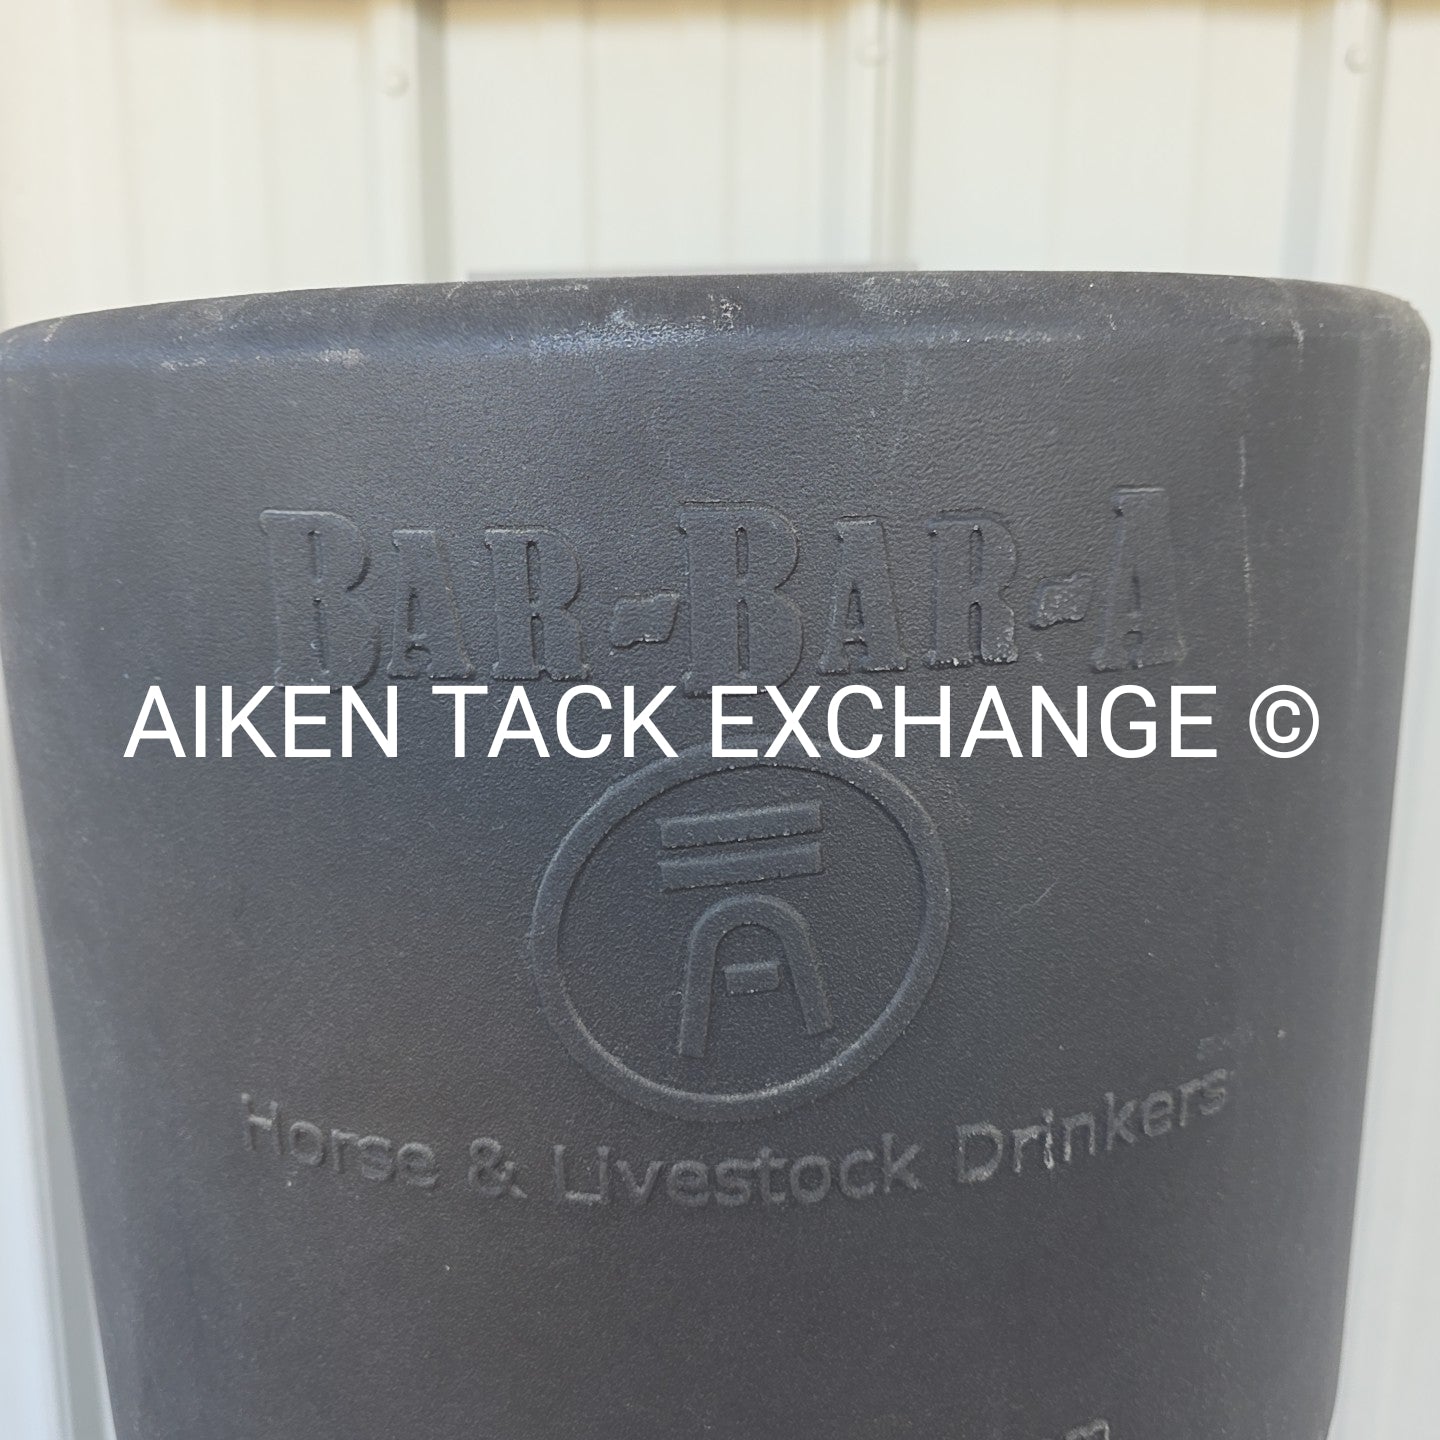 BAR-BAR-A
AIKEN TACK EXCHANGE ©
A
Horse & Livestock Drinkers